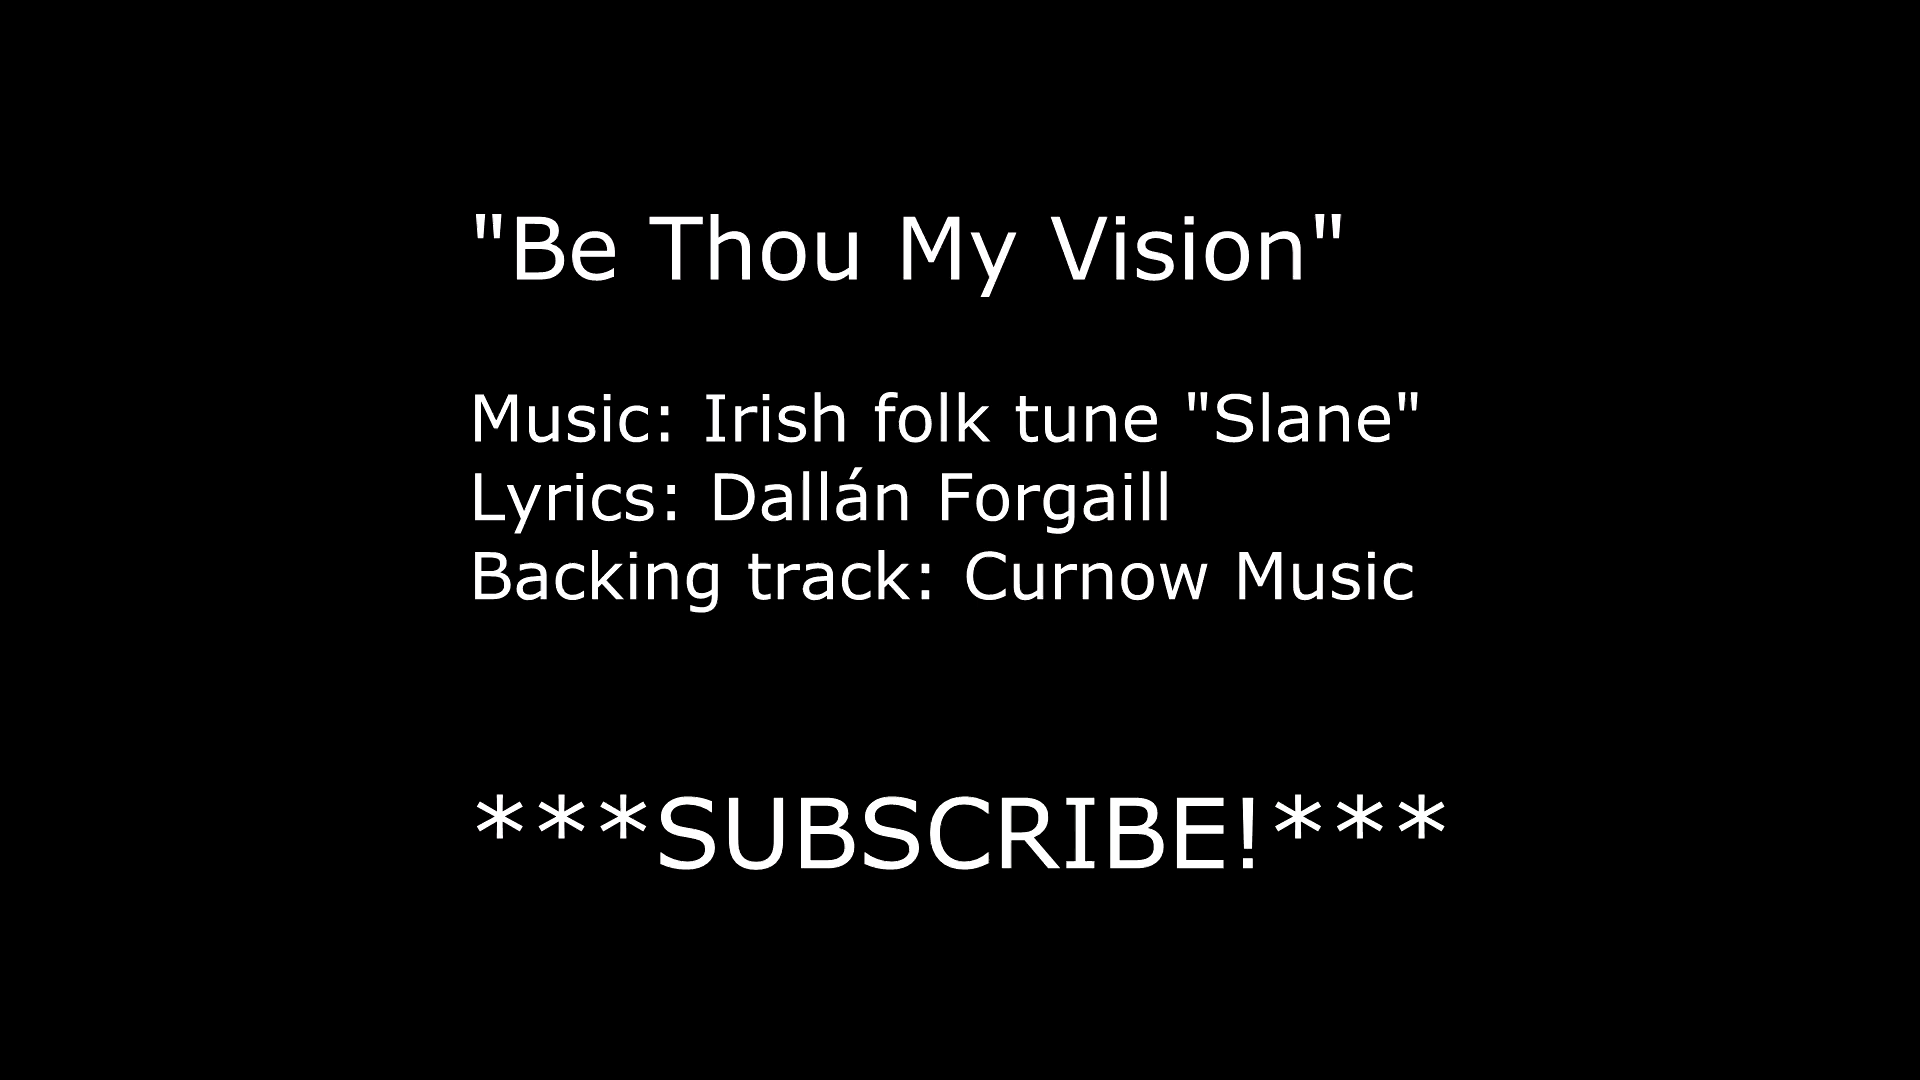 "Be Thou My Vision"
Music: Irish folk tune "Slane"
Lyrics: Dallán Forgaill
Backing track: Curnow Music
***SUBSCRIBE!***